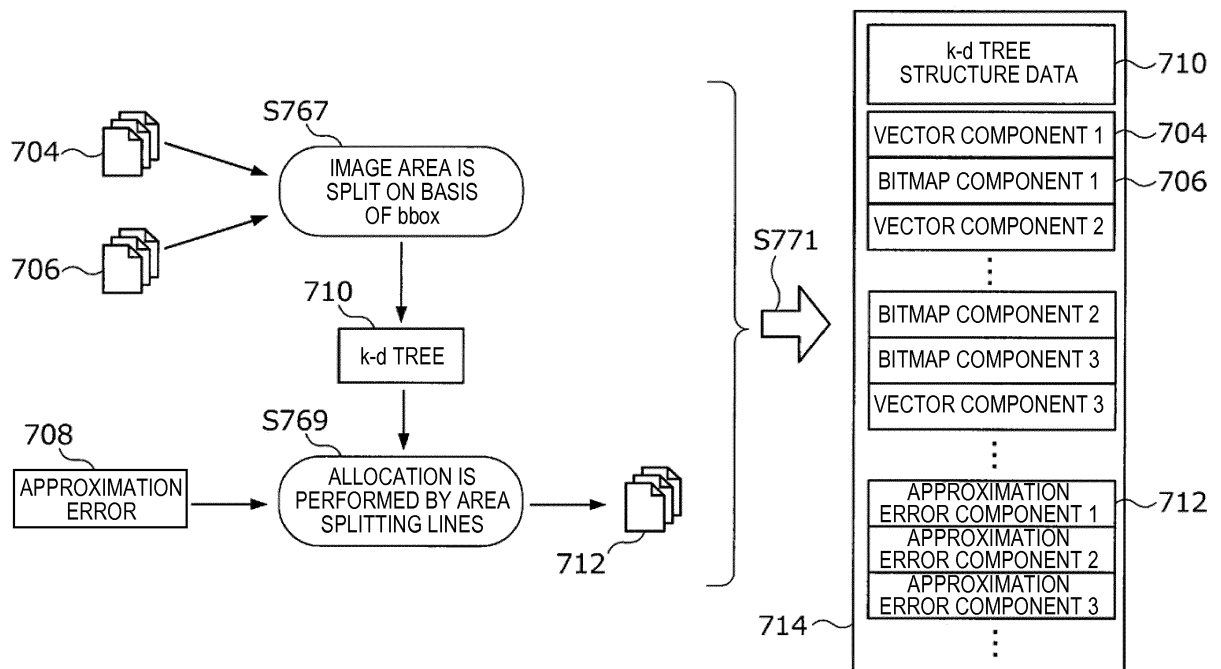 S767
704
IMAGE AREA IS
SPLIT ON BASIS
OF bbox
706
710
k-d TREE
S769
708
APPROXIMATION
ERROR
ALLOCATION IS
PERFORMED BY AREA
SPLITTING LINES
712
S771
k-d TREE
STRUCTURE DATA
710
VECTOR COMPONENT 1
704
BITMAP COMPONENT 1
706
VECTOR COMPONENT 2
BITMAP COMPONENT 2
BITMAP COMPONENT 3
VECTOR COMPONENT 3
APPROXIMATION
ERROR COMPONENT 1
712
APPROXIMATION
ERROR COMPONENT 2
APPROXIMATION
ERROR COMPONENT 3
714